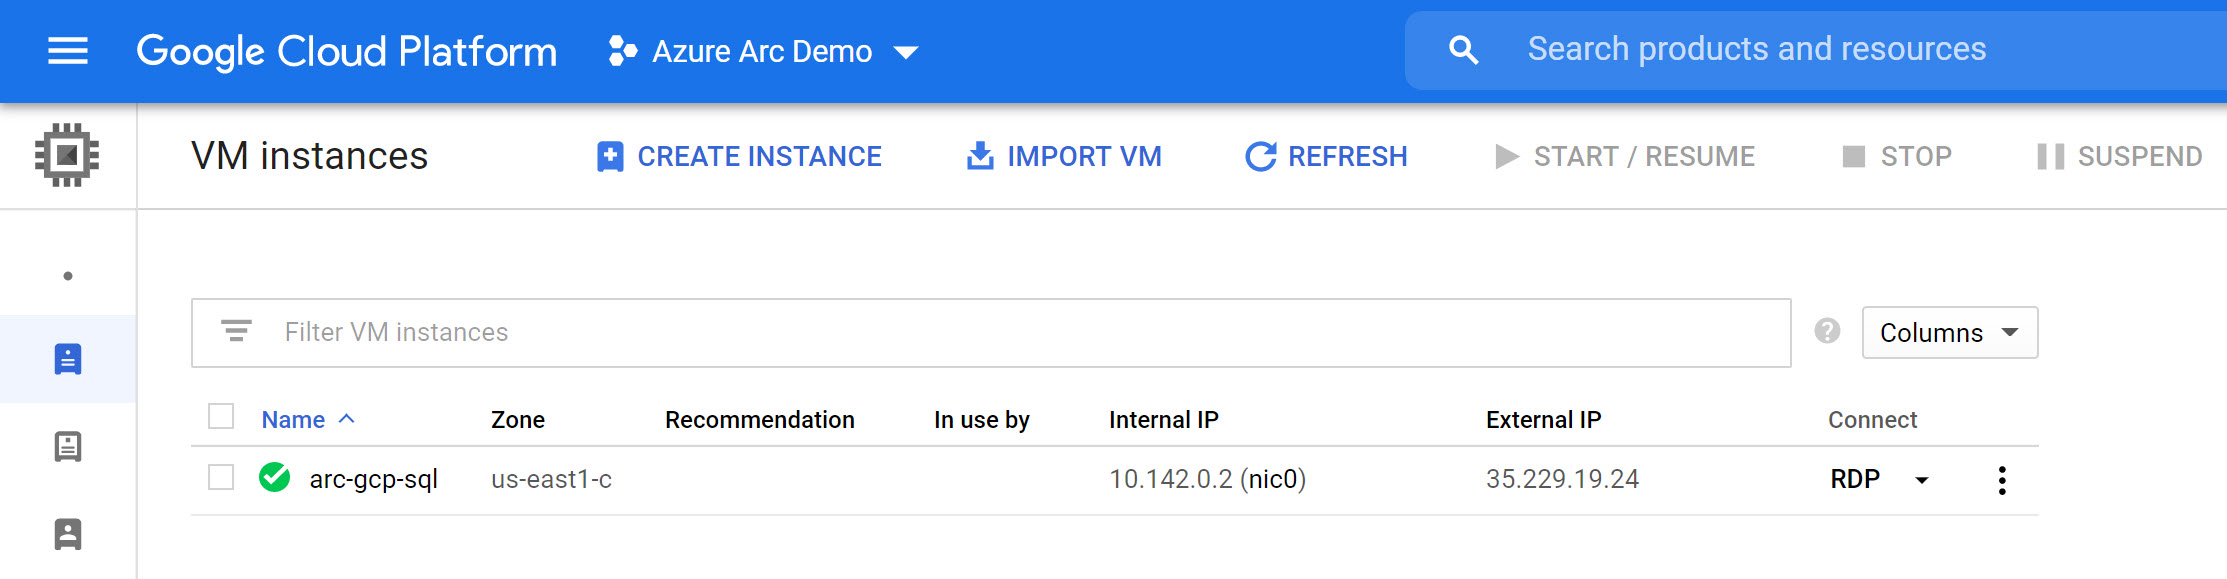 Google Cloud Platform Azure Arc Demo Search products and resources
VM instances CREATE INSTANCE IMPORT VM REFRESH START / RESUME STOP SUSPEND
Filter VM instances ? Columns
Name Zone Recommendation In use by Internal IP External IP Connect
arc-gcp-sql us-east1-c 10.142.0.2 (nic0) 35.229.19.24 RDP